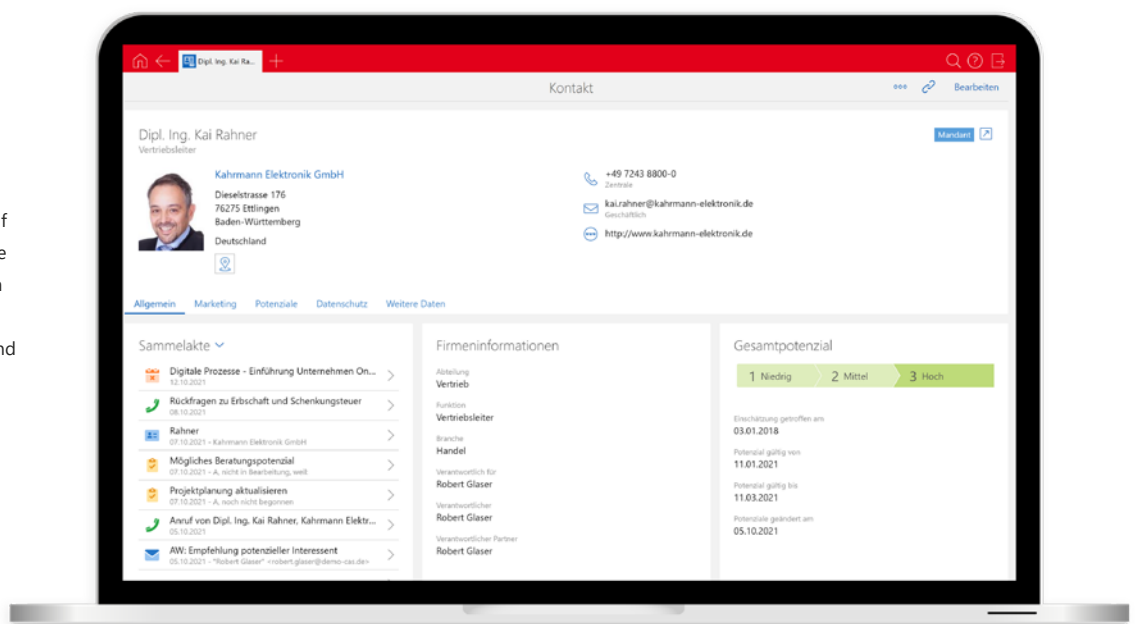 Dipl. Ing. Kai Ra...
Kontakt
Bearbeiten
Dipl. Ing. Kai Rahner
Vertriebsleiter
Mandant
Kahrmann Elektronik GmbH
Dieselstrasse 176
76275 Ettlingen
Baden-Württemberg
Deutschland
+49 7243 8800-0
Zentrale
kai.rahner@kahrmann-elektronik.de
Geschäftlich
http://www.kahrmann-elektronik.de
Allgemein Marketing Potenziale Datenschutz Weitere Daten
Sammelakte
Digitale Prozesse - Einführung Unternehmen On...
12.10.2021
Rückfragen zu Erbschaft und Schenkungsteuer
08.10.2021
Rahner
07.10.2021 - Kahrmann Elektronik GmbH
Mögliches Beratungspotenzial
07.10.2021 - A, nicht in Bearbeitung, weit
Projektplanung aktualisieren
07.10.2021 - A, noch nicht begonnen
Anruf von Dipl. Ing. Kai Rahner, Kahrmann Elektr...
05.10.2021
AW: Empfehlung potenzieller Interessent
05.10.2021 - "Robert Glaser" <robert.glaser@demo-cas.de>
Firmeninformationen
Abteilung
Vertrieb
Funktion
Vertriebsleiter
Branche
Handel
Verantwortlich für
Robert Glaser
Verantwortlicher
Robert Glaser
Verantwortlicher Partner
Robert Glaser
Gesamtpotenzial
1 Niedrig 2 Mittel 3 Hoch
Einschätzung getroffen am
03.01.2018
Potenzial gültig von
11.01.2021
Potenzial gültig bis
11.03.2021
Potenziale geändert am
05.10.2021